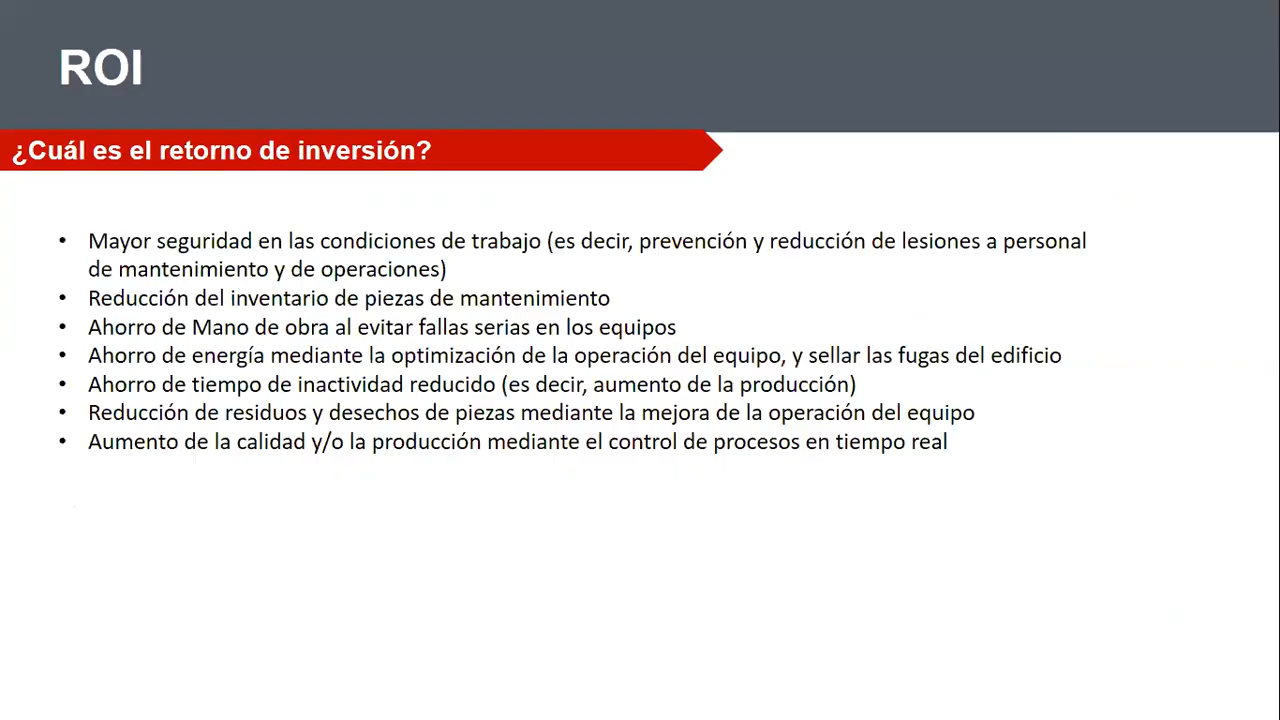 ROI
¿Cuál es el retorno de inversión?
• Mayor seguridad en las condiciones de trabajo (es decir, prevención y reducción de lesiones a personal
de mantenimiento y de operaciones)
• Reducción del inventario de piezas de mantenimiento
• Ahorro de Mano de obra al evitar fallas serias en los equipos
• Ahorro de energía mediante la optimización de la operación del equipo, y sellar las fugas del edificio
• Ahorro de tiempo de inactividad reducido (es decir, aumento de la producción)
• Reducción de residuos y desechos de piezas mediante la mejora de la operación del equipo
• Aumento de la calidad y/o la producción mediante el control de procesos en tiempo real